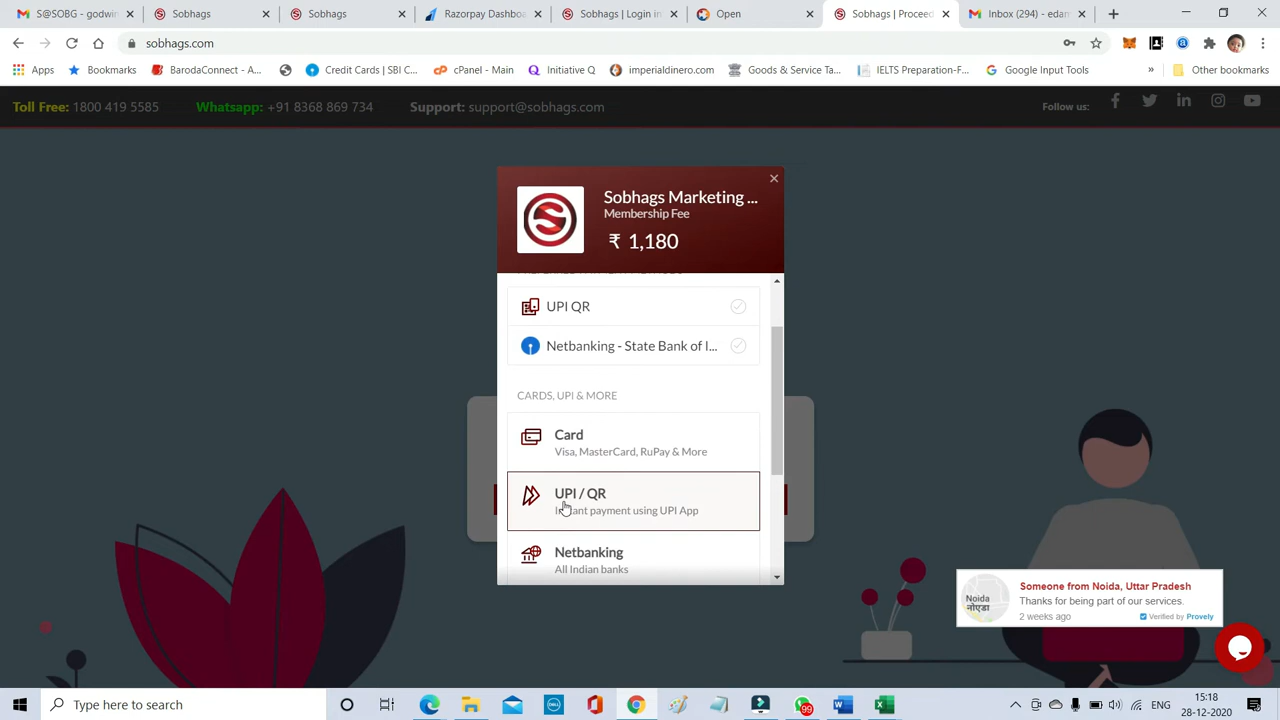 S@SOBG - godwin
Sobhags
Sobhags
Razorpay Dashbo
Sobhags | Login in
Open
Sobhags | Proceed
Inbox (294) - edam
sobhags.com
Apps
Bookmarks
BarodaConnect - A...
Credit Cards | SBI C...
cPanel - Main
Initiative Q
imperialdinero.com
Goods & Service Ta...
IELTS Preparation-F...
Google Input Tools
»
Other bookmarks
Toll Free: 1800 419 5585
Whatsapp: +91 8368 869 734
Support: support@sobhags.com
Follow us:
Sobhags Marketing ...
Membership Fee
₹ 1,180
UPI QR
Netbanking - State Bank of I...
CARDS, UPI & MORE
Card
Visa, MasterCard, RuPay & More
UPI / QR
Instant payment using UPI App
Netbanking
All Indian banks
Noida
नोएडा
Someone from Noida, Uttar Pradesh
Thanks for being part of our services.
2 weeks ago
Verified by Provely
Type here to search
DELL
99
ENG
15:18
28-12-2020